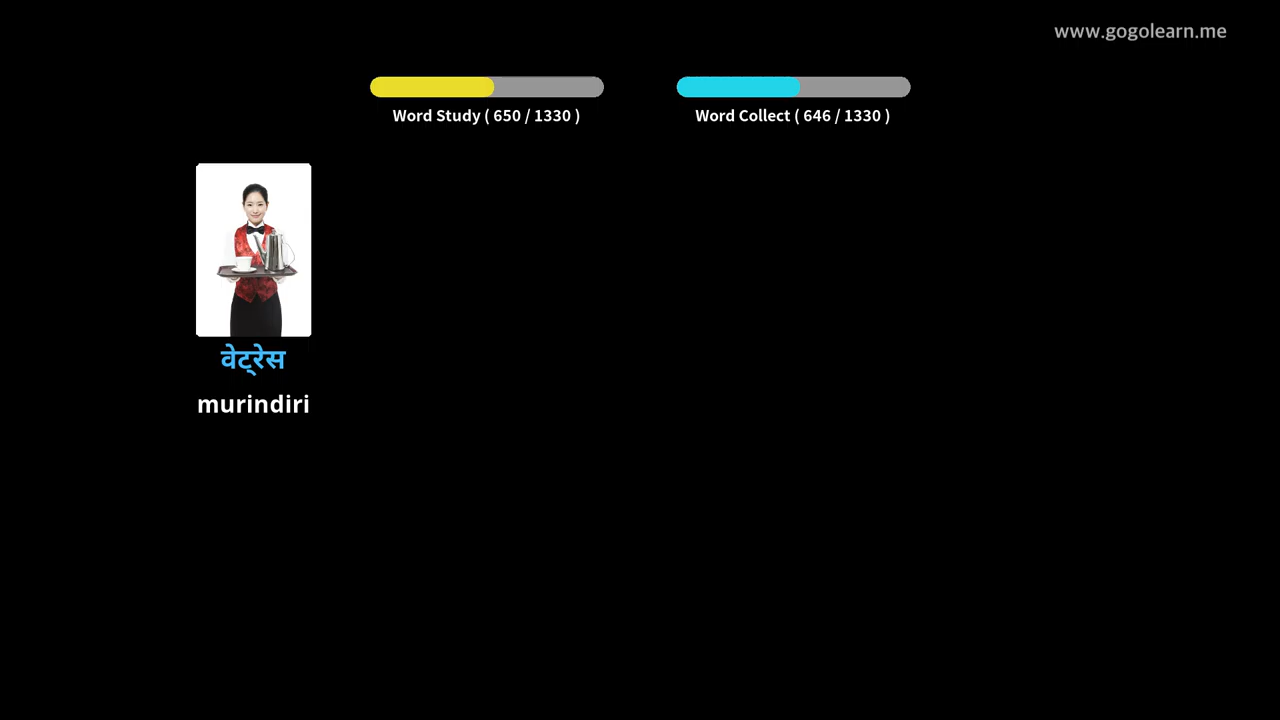 www.gogolearn.me
Word Study ( 650 / 1330 )
Word Collect ( 646 / 1330 )
वेट्रेस
murindiri